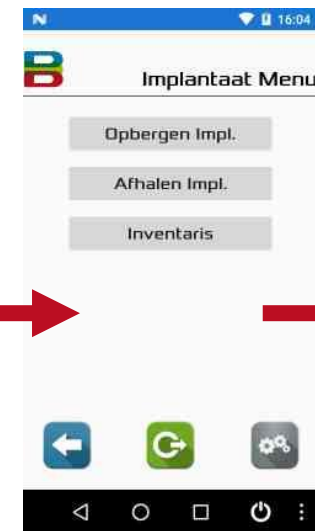 16:04
Implantaat Menu
Opbergen Impl.
Afhalen Impl.
Inventaris